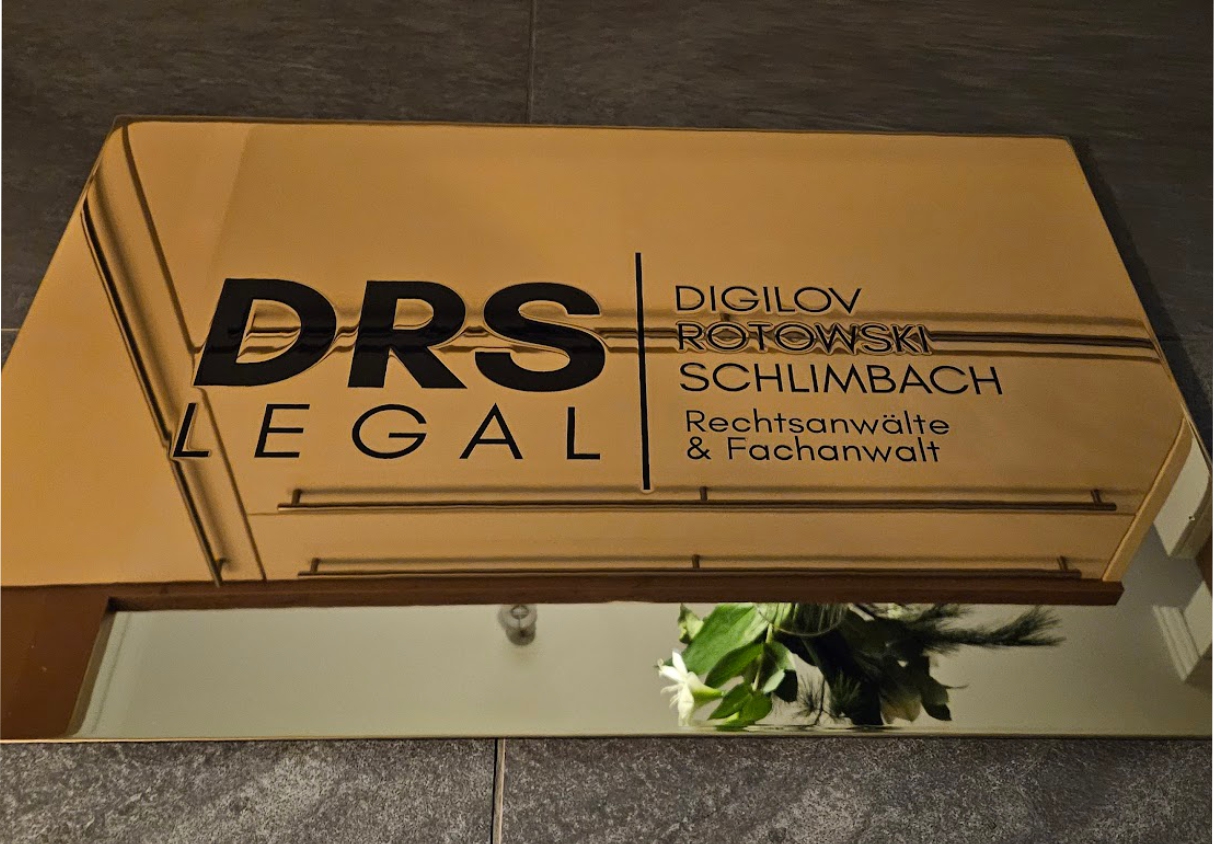 DRS
LEGAL
DIGILOV
ROTOWSKI
SCHLIMBACH
Rechtsanwälte
& Fachanwalt